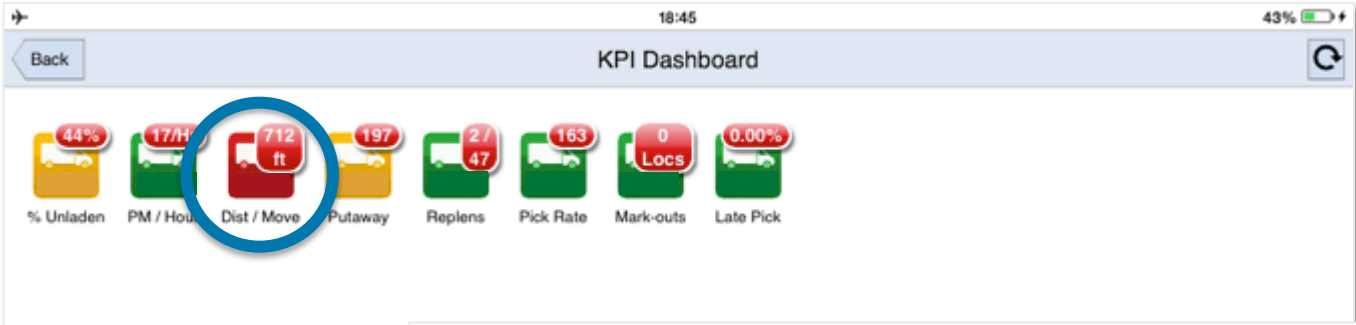 18:45
43%
Back
KPI Dashboard
44%
17/H
712
ft
197
2 /
47
163
0
Locs
0.00%
% Unladen
PM / Hou
Dist / Move
Putaway
Replens
Pick Rate
Mark-outs
Late Pick